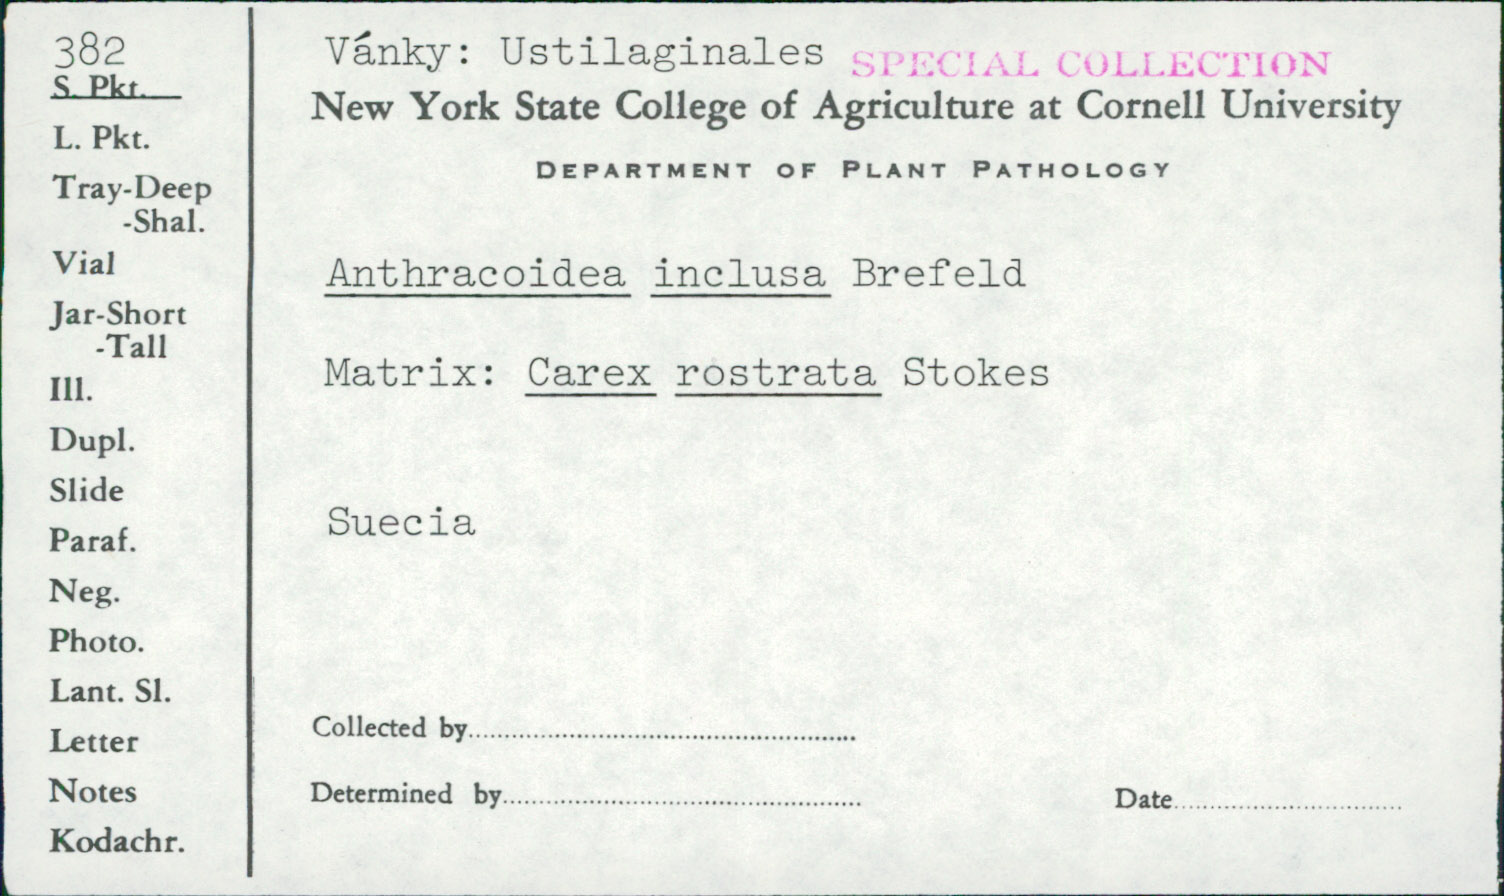 382
S. Pkt.
L. Pkt.
Tray-Deep
-Shal.
Vial
Jar-Short
-Tall
Ill.
Dupl.
Slide
Paraf.
Neg.
Photo.
Lant. Sl.
Letter
Notes
Kodachr.
Vánky: Ustilaginales SPECIAL COLLECTION
New York State College of Agriculture at Cornell University
DEPARTMENT OF PLANT PATHOLOGY
Anthracoidea inclusa Brefeld
Matrix: Carex rostrata Stokes
Suecia
Collected by
Determined by
Date